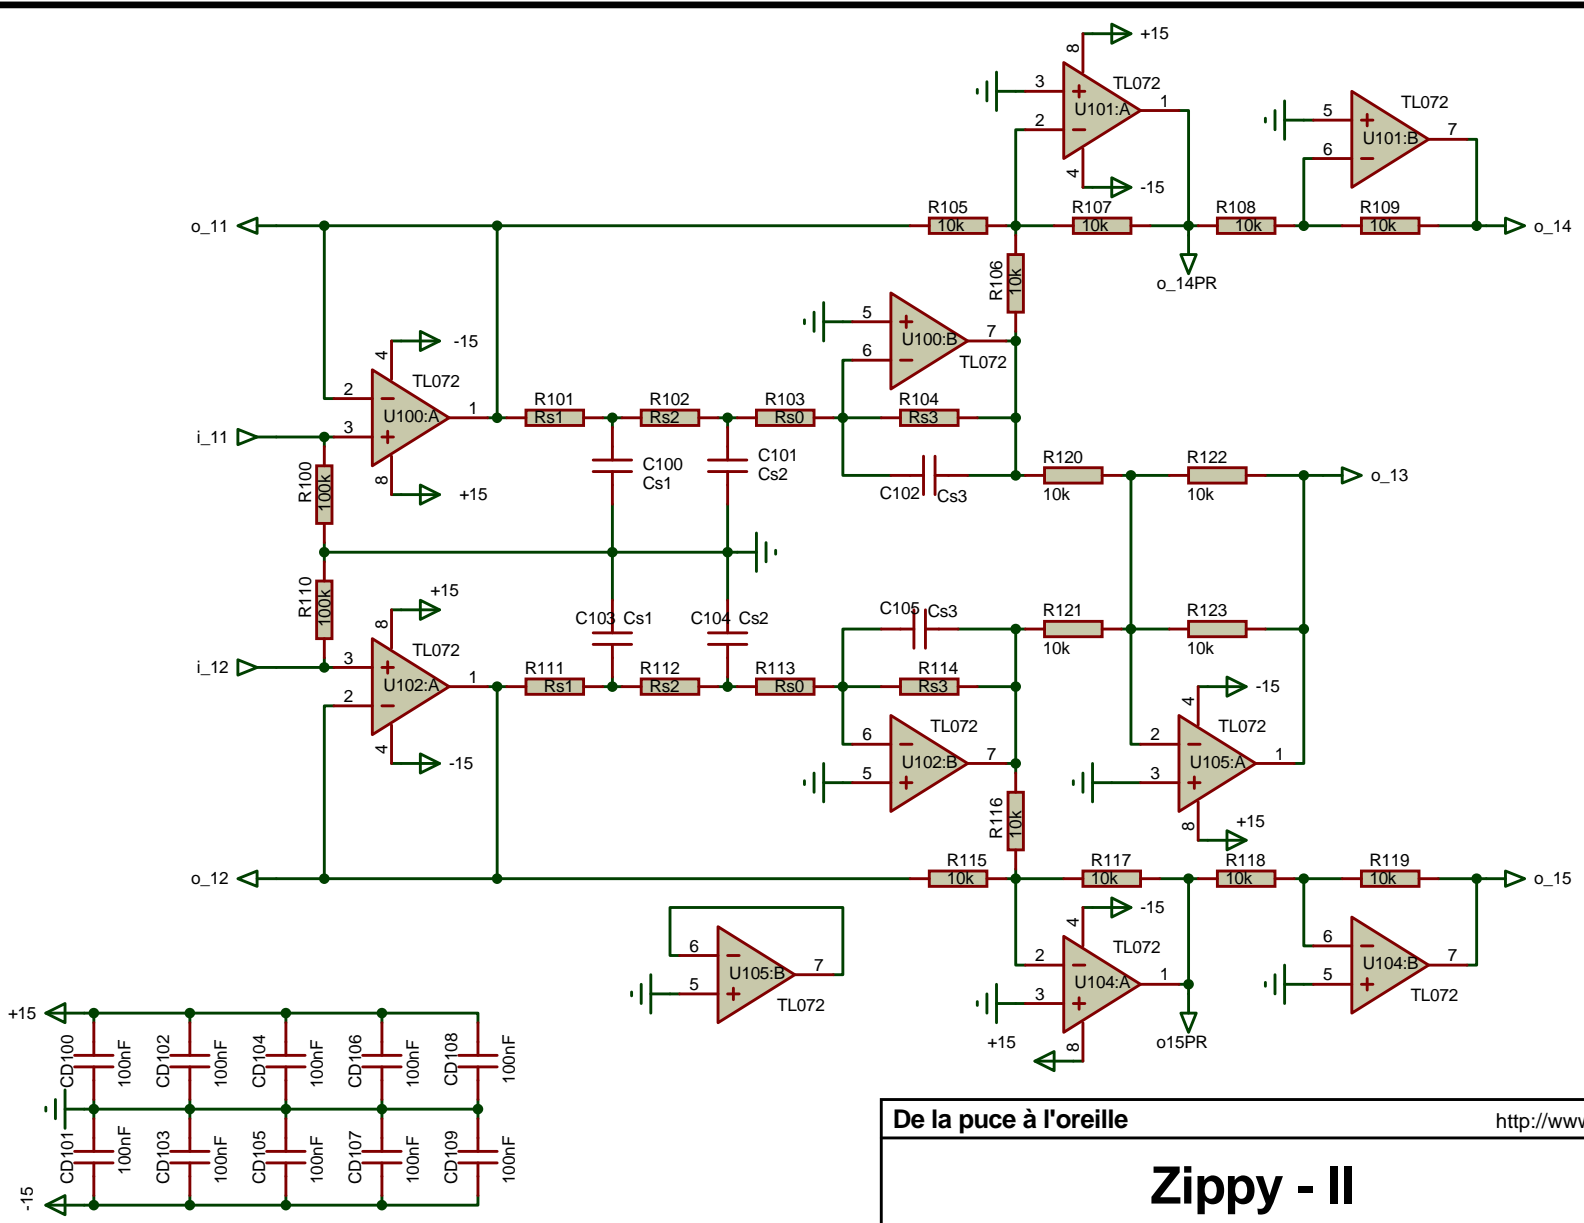 +15
8
3
TL072
U101:A
1
2
4
-15
TL072
5
U101:B
7
6
o_11
R105
10k
R107
10k
R108
10k
R109
10k
o_14
o_14PR
R106
10k
5
U100:B
7
6
TL072
-15
4
TL072
2
U100:A
1
i_11
3
8
+15
R100
100k
R101
Rs1
R102
Rs2
R103
Rs0
R104
Rs3
C100
Cs1
C101
Cs2
C102
Cs3
R120
10k
R122
10k
o_13
R110
100k
+15
8
TL072
i_12
3
U102:A
1
2
4
-15
C103
Cs1
C104
Cs2
C105
Cs3
R121
10k
R123
10k
R111
Rs1
R112
Rs2
R113
Rs0
R114
Rs3
TL072
6
U102:B
7
5
-15
4
TL072
2
U105:A
1
3
8
+15
R116
10k
o_12
R115
10k
R117
10k
R118
10k
R119
10k
o_15
6
U105:B
7
5
TL072
4
-15
TL072
2
U104:A
1
3
+15
8
o15PR
6
U104:B
7
5
TL072
+15
CD100
100nF
CD102
100nF
CD104
100nF
CD106
100nF
CD108
100nF
CD101
100nF
CD103
100nF
CD105
100nF
CD107
100nF
CD109
100nF
-15
De la puce à l'oreille
http://www
Zippy - II